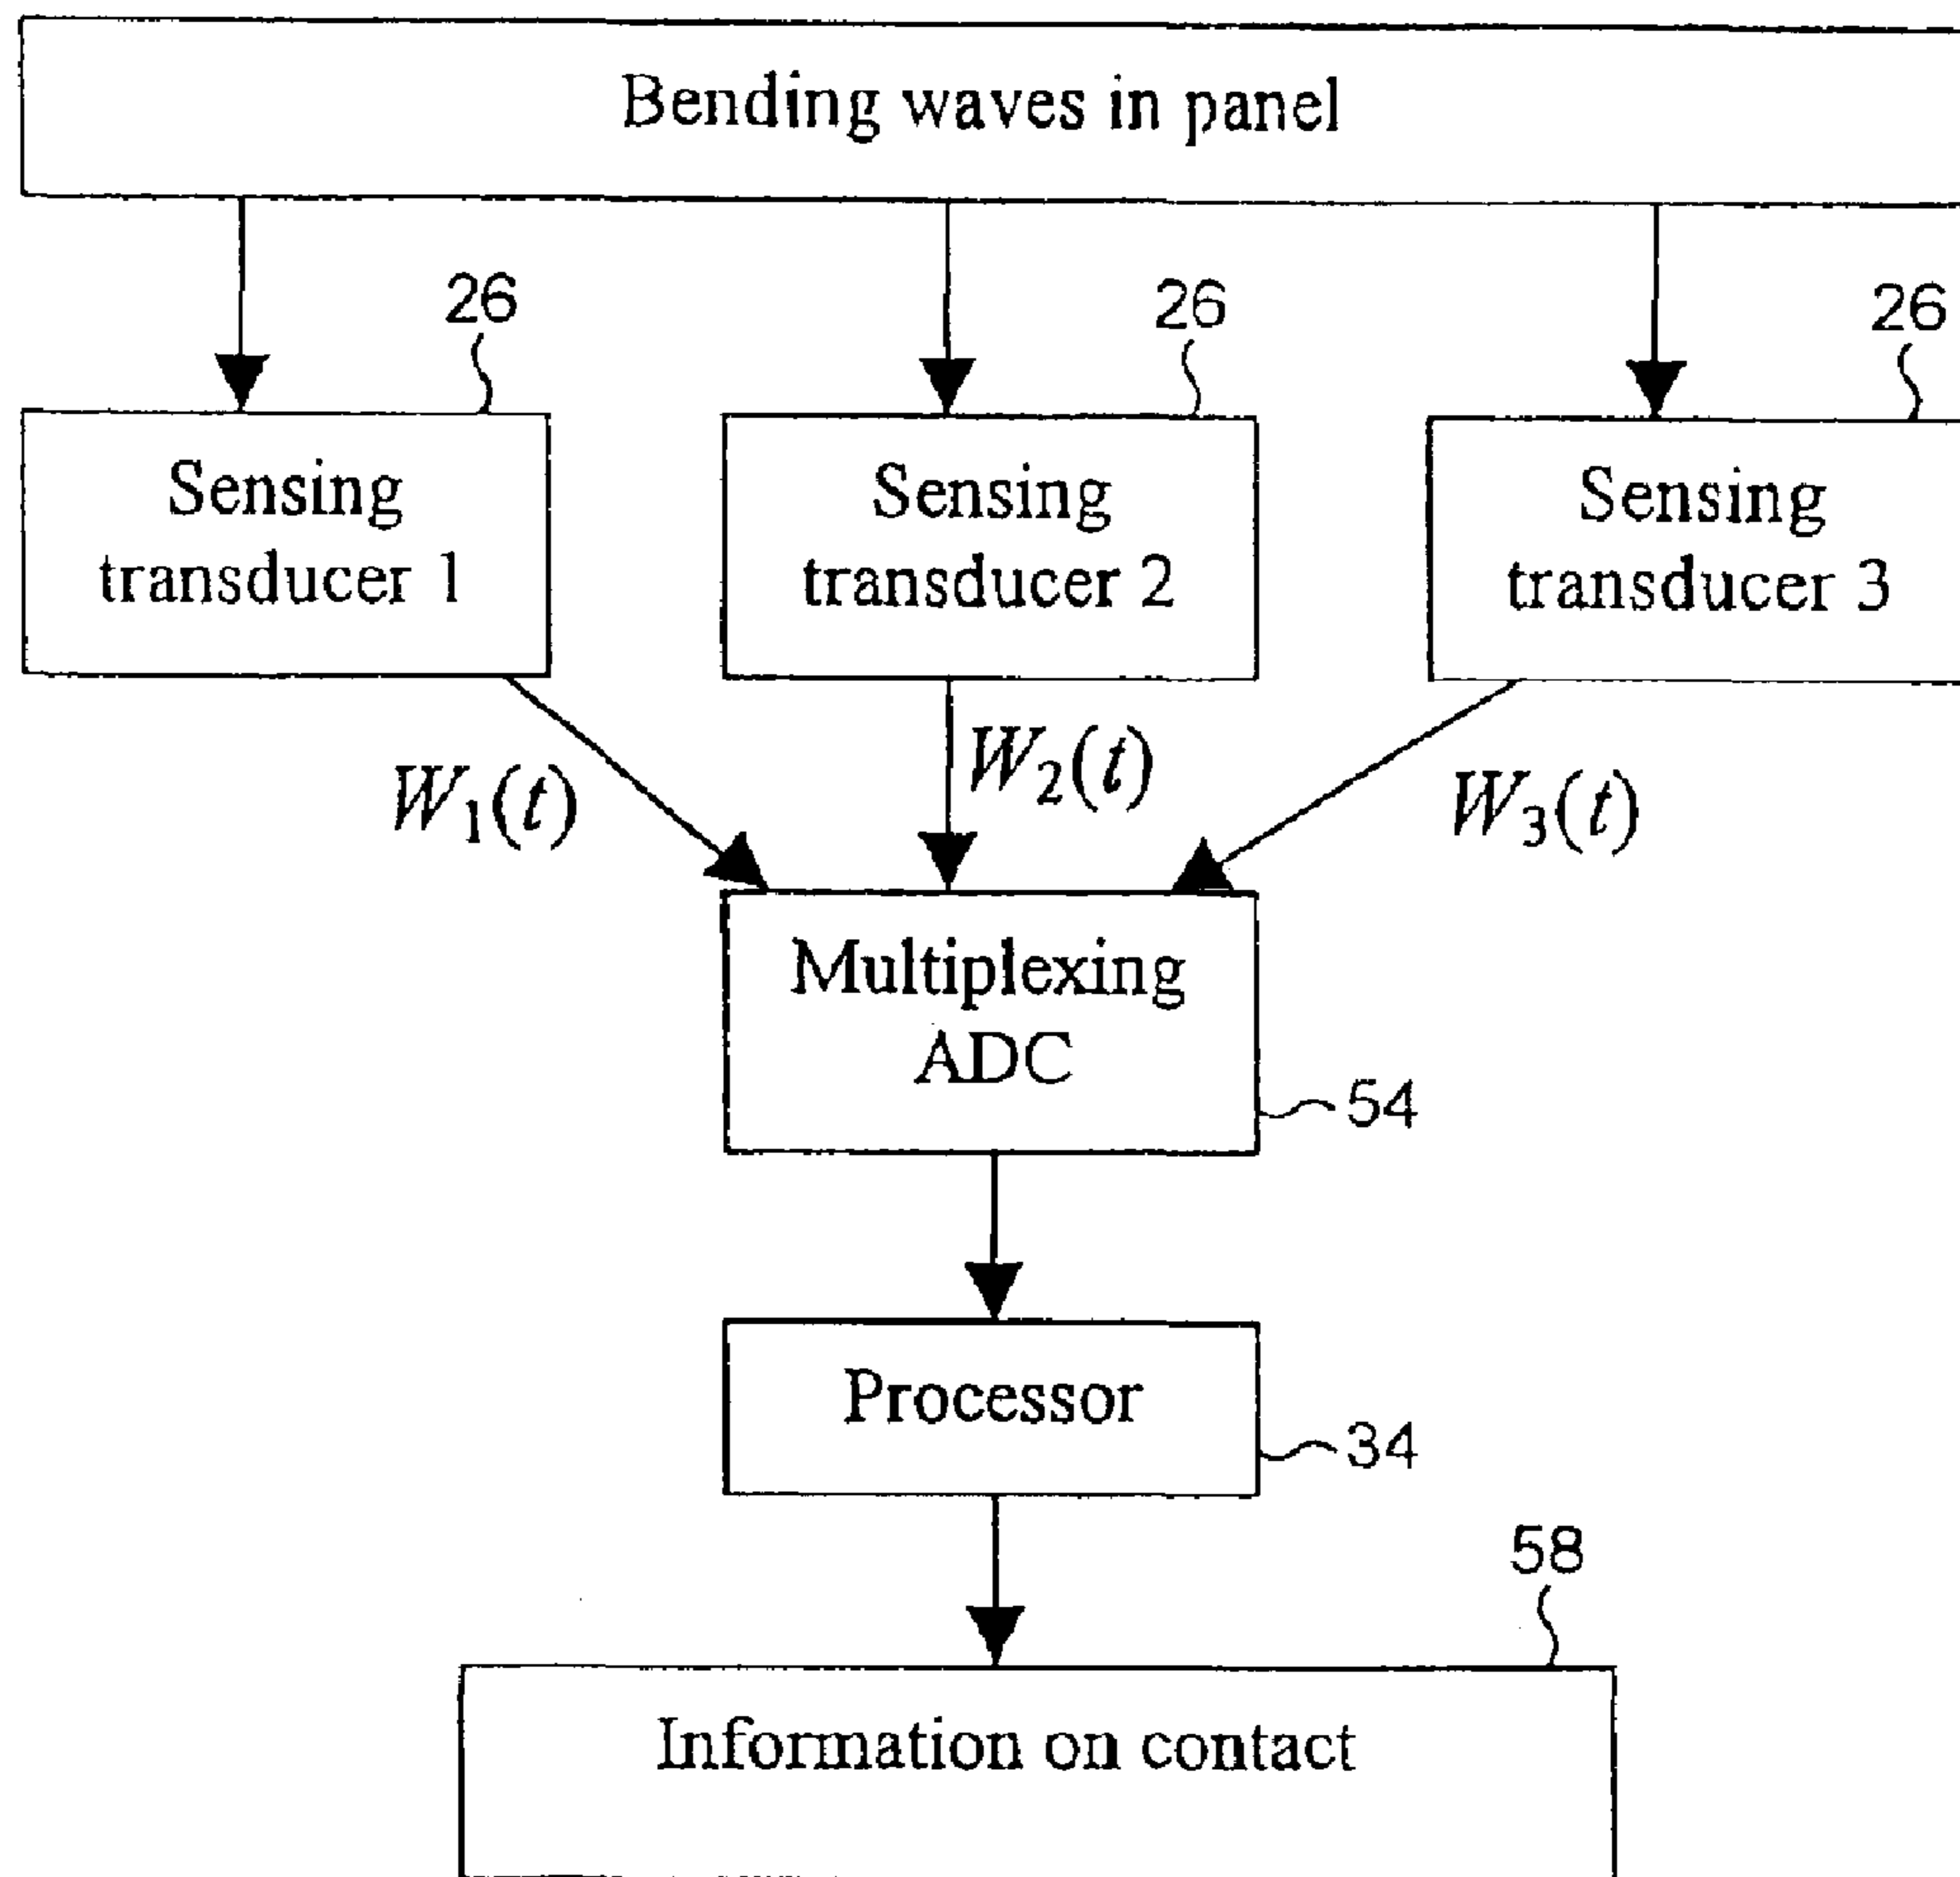 Bending waves in panel
26
26
26
Sensing
transducer 1
Sensing
transducer 2
Sensing
transducer 3
W₁(t)
W₂(t)
W₃(t)
Multiplexing
ADC
54
Processor
34
58
Information on contact